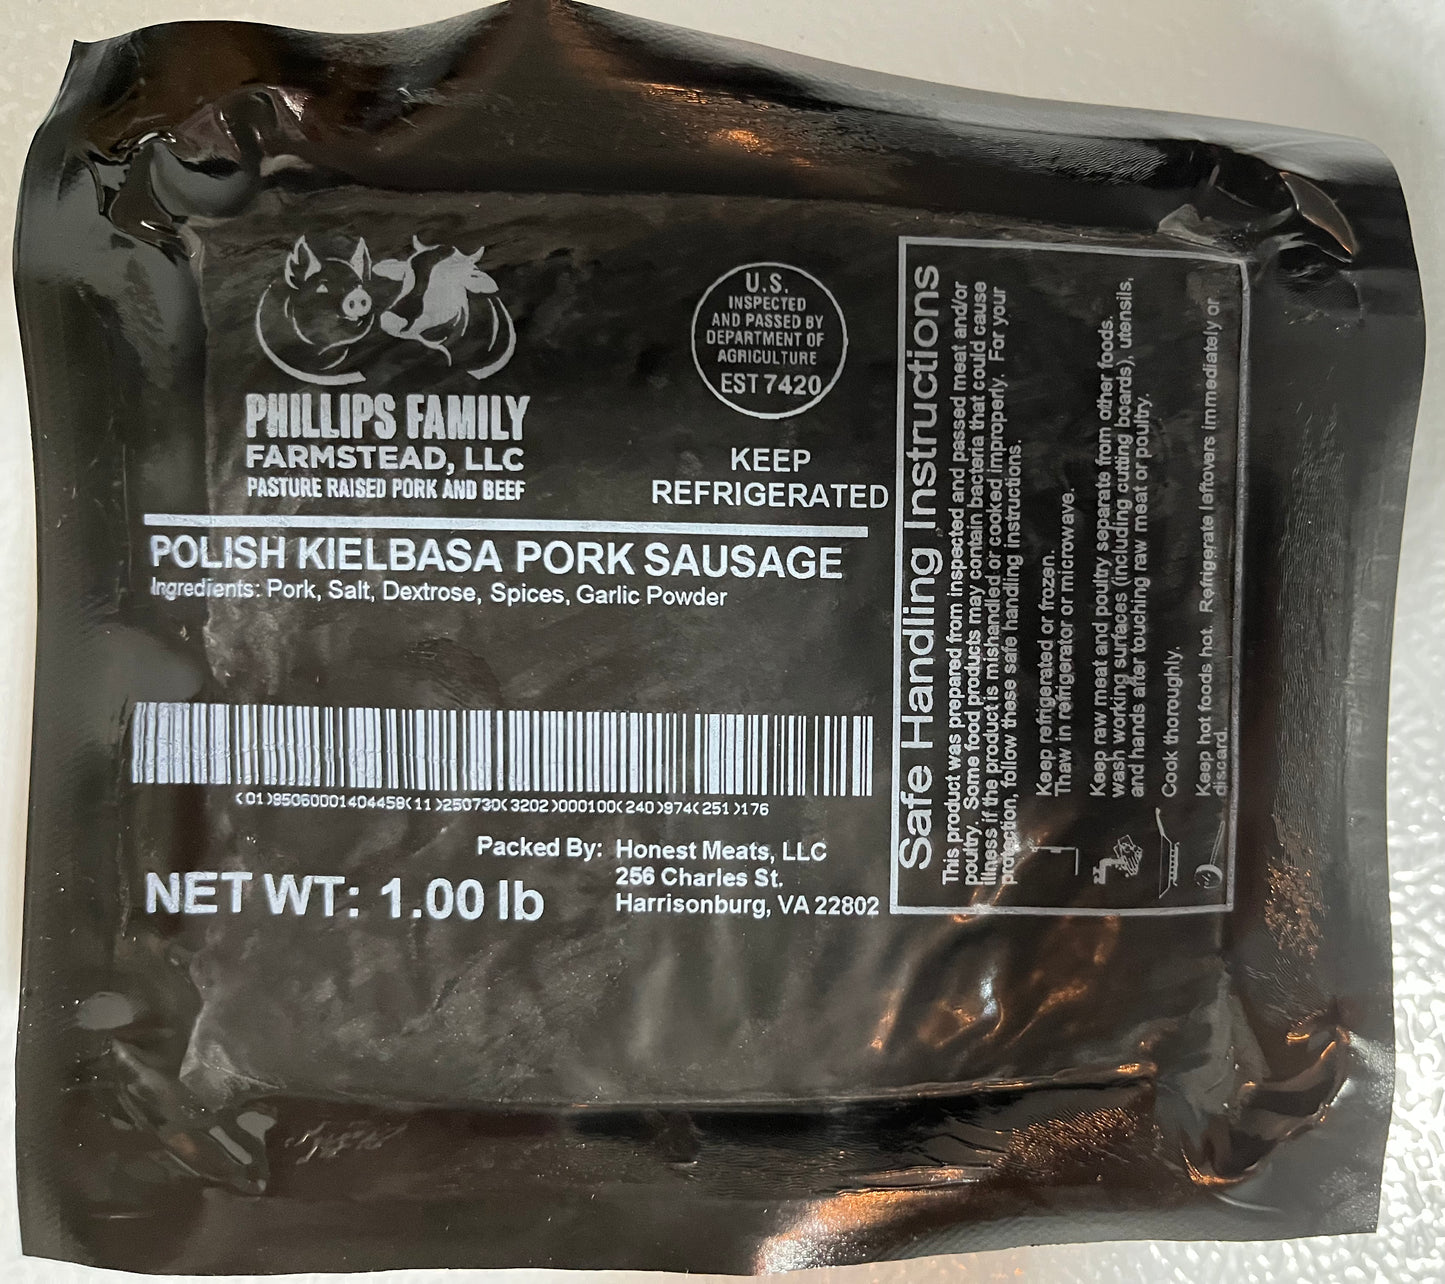 PHILLIPS FAMILY
FARMSTEAD, LLC
PASTURE RAISED PORK AND BEEF
U.S.
INSPECTED
AND PASSED BY
DEPARTMENT OF
AGRICULTURE
EST 7420
KEEP
REFRIGERATED
POLISH KIELBASA PORK SAUSAGE
Ingredients: Pork, Salt, Dextrose, Spices, Garlic Powder
(01)85060001404458(11)250730(3202)000100(240)974(251)176
NET WT: 1.00 lb
Packed By: Honest Meats, LLC
256 Charles St.
Harrisonburg, VA 22802
Safe Handling Instructions
This product was prepared from inspected and passed meat and/or
poultry. Some food products may contain bacteria that could cause
illness if the product is mishandled or cooked improperly. For your
protection, follow these safe handling instructions.
Keep refrigerated or frozen.
Thaw in refrigerator or microwave.
Keep raw meat and poultry separate from other foods.
wash working surfaces (including cutting boards), utensils,
and hands after touching raw meat or poultry.
Cook thoroughly.
Keep hot foods hot. Refrigerate leftovers immediately or
discard.